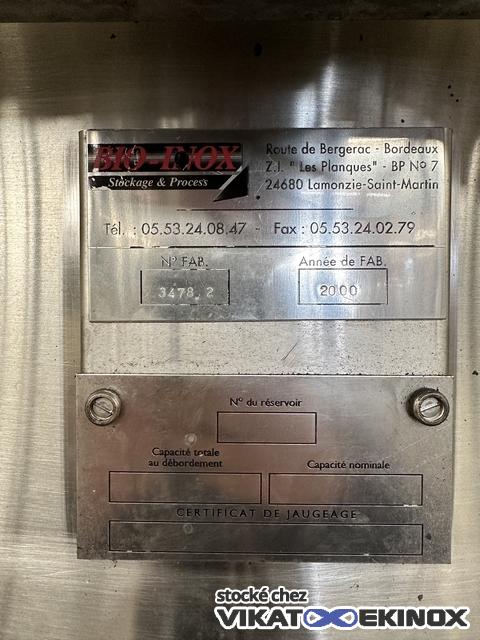 BIO-INOX
Stockage & Process
Route de Bergerac - Bordeaux
Z.I. "Les Planques" - BP N° 7
24680 Lamonzie-Saint-Martin
Tél. : 05.53.24.08.47 - Fax : 05.53.24.02.79
N° FAB. Année de FAB.
3478.2 2000
N° du réservoir
Capacité totale
au débordement
Capacité nominale
CERTIFICAT DE JAUGEAGE
stocké chez
VIKATEKINOX